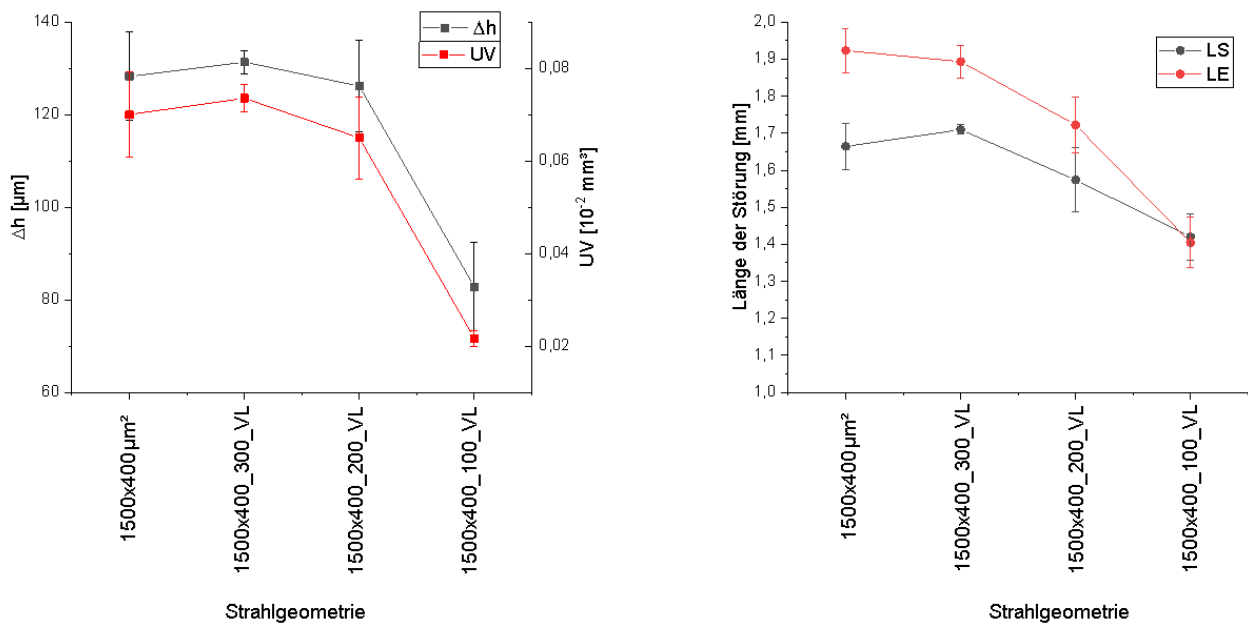 140
120
100
80
60
Δh [µm]
Δh
UV
0,08
0,06
0,04
0,02
UV [10⁻² mm³]
1500x400µm²
1500x400_300_VL
1500x400_200_VL
1500x400_100_VL
Strahlgeometrie
2,0
1,9
1,8
1,7
1,6
1,5
1,4
1,3
1,2
1,1
1,0
Länge der Störung [mm]
LS
LE
1500x400µm²
1500x400_300_VL
1500x400_200_VL
1500x400_100_VL
Strahlgeometrie